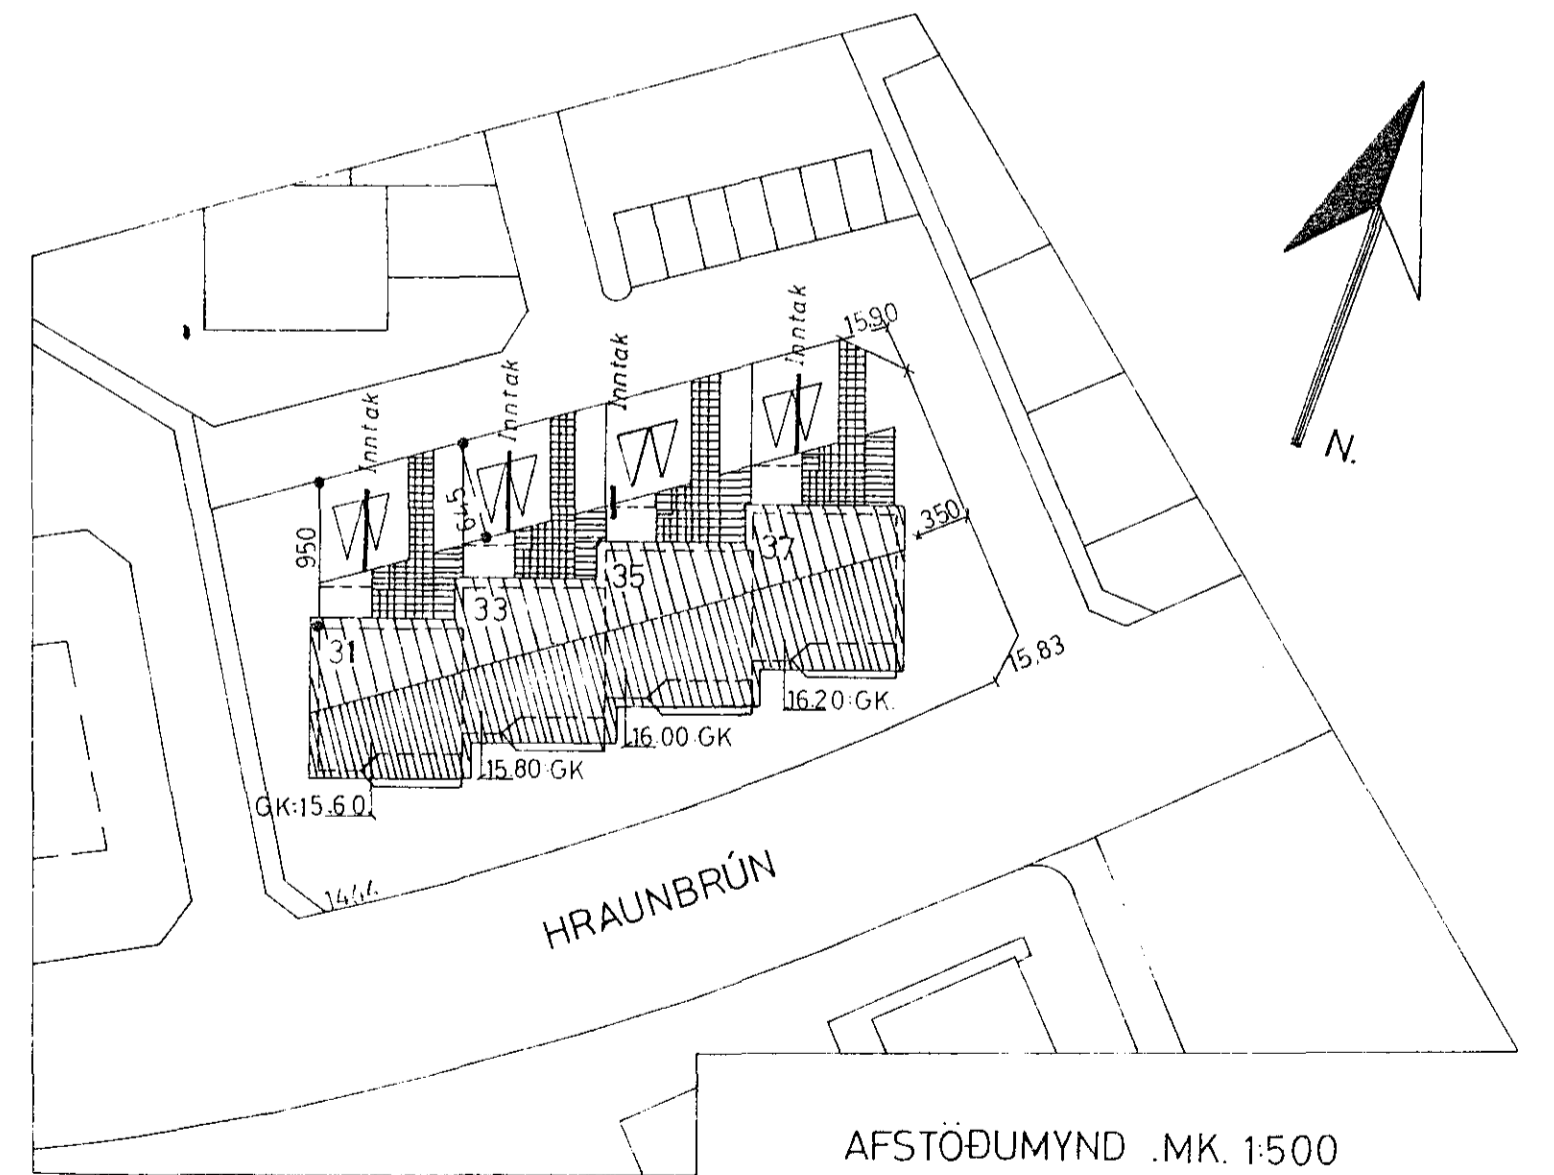 15.90
Inntak
Inntak
Inntak
Inntak
N.
950
645
350
37
35
33
31
15.83
16.20:GK.
16.00:GK
15.80:GK
GK:15.60
HRAUNBRÚN
AFSTÖÐUMYND .MK. 1:500